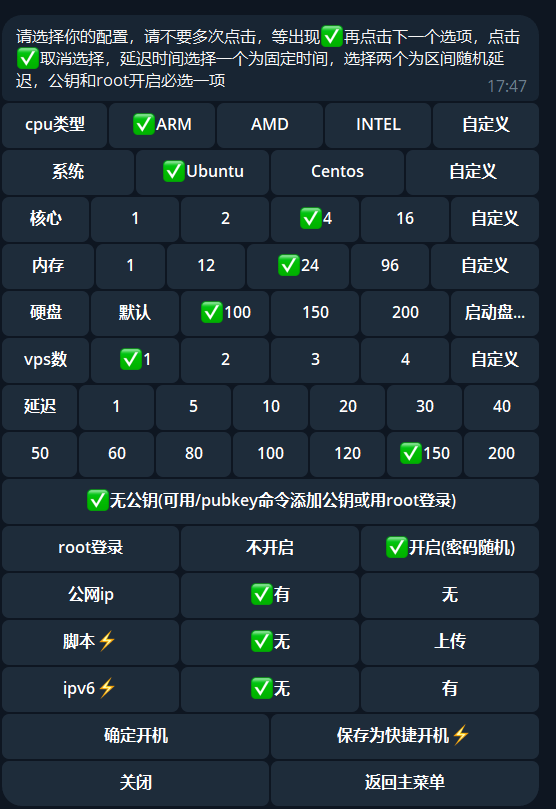 请选择你的配置，请不要多次点击，等出现✅再点击下一个选项，点击
✅取消选择，延迟时间选择一个为固定时间，选择两个为区间随机延
迟，公钥和root开启必选一项
17:47
cpu类型 ✅ARM AMD INTEL 自定义
系统 ✅Ubuntu Centos 自定义
核心 1 2 ✅4 16 自定义
内存 1 12 ✅24 96 自定义
硬盘 默认 ✅100 150 200 启动盘...
vps数 ✅1 2 3 4 自定义
延迟 1 5 10 20 30 40
50 60 80 100 120 ✅150 200
✅无公钥(可用/pubkey命令添加公钥或用root登录)
root登录 不开启 ✅开启(密码随机)
公网ip ✅有 无
脚本⚡ ✅无 上传
ipv6⚡ ✅无 有
确定开机 保存为快捷开机⚡
关闭 返回主菜单